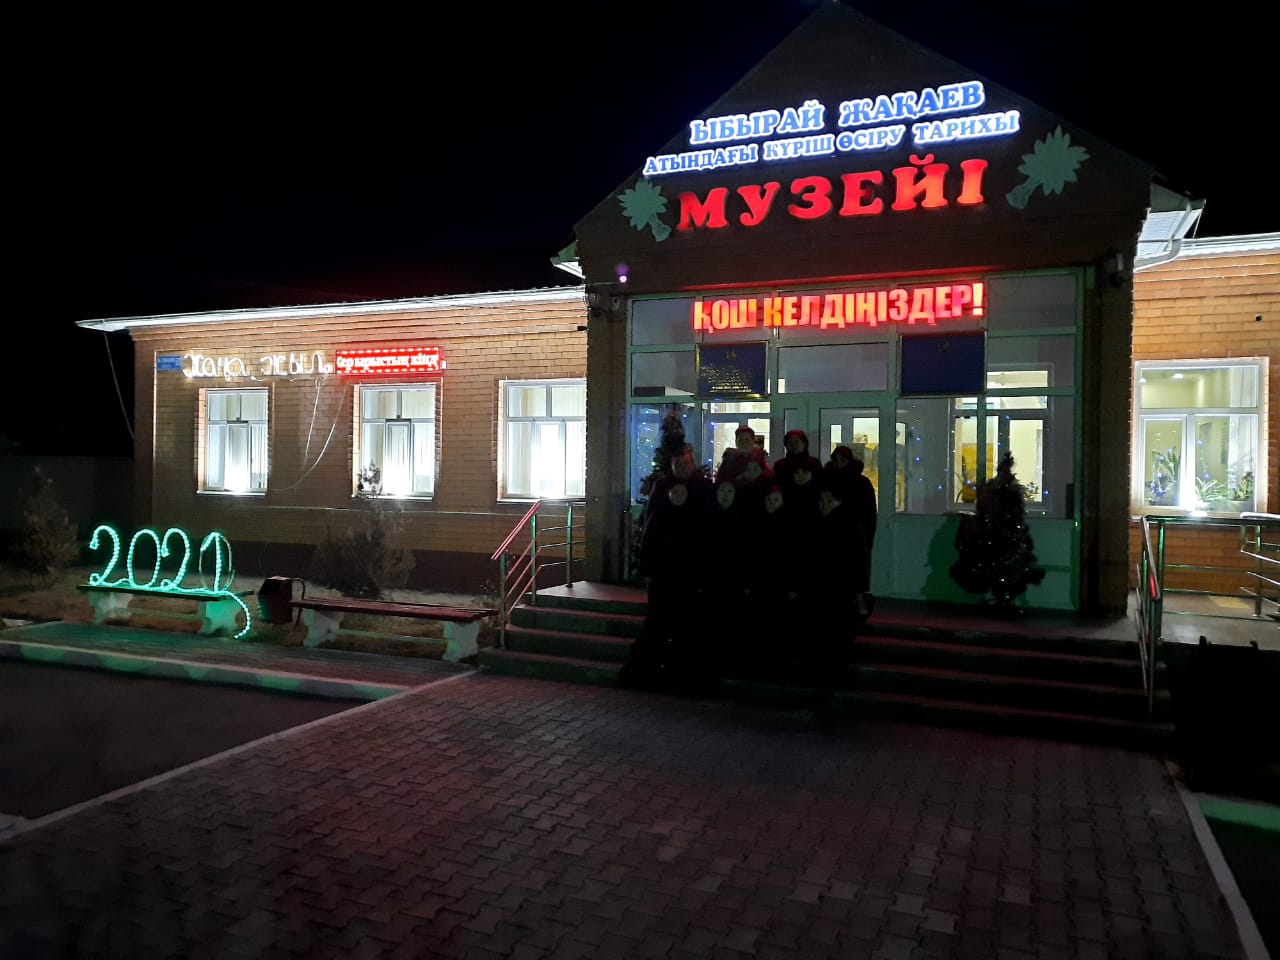 ЫБЫРАЙ ЖАҚАЕВ
АТЫНДАҒЫ КҮРІШ ӨСІРУ ТАРИХЫ
МУЗЕЙІ
ҚОШ КЕЛДІҢІЗДЕР!
Жаңа жыл
2021